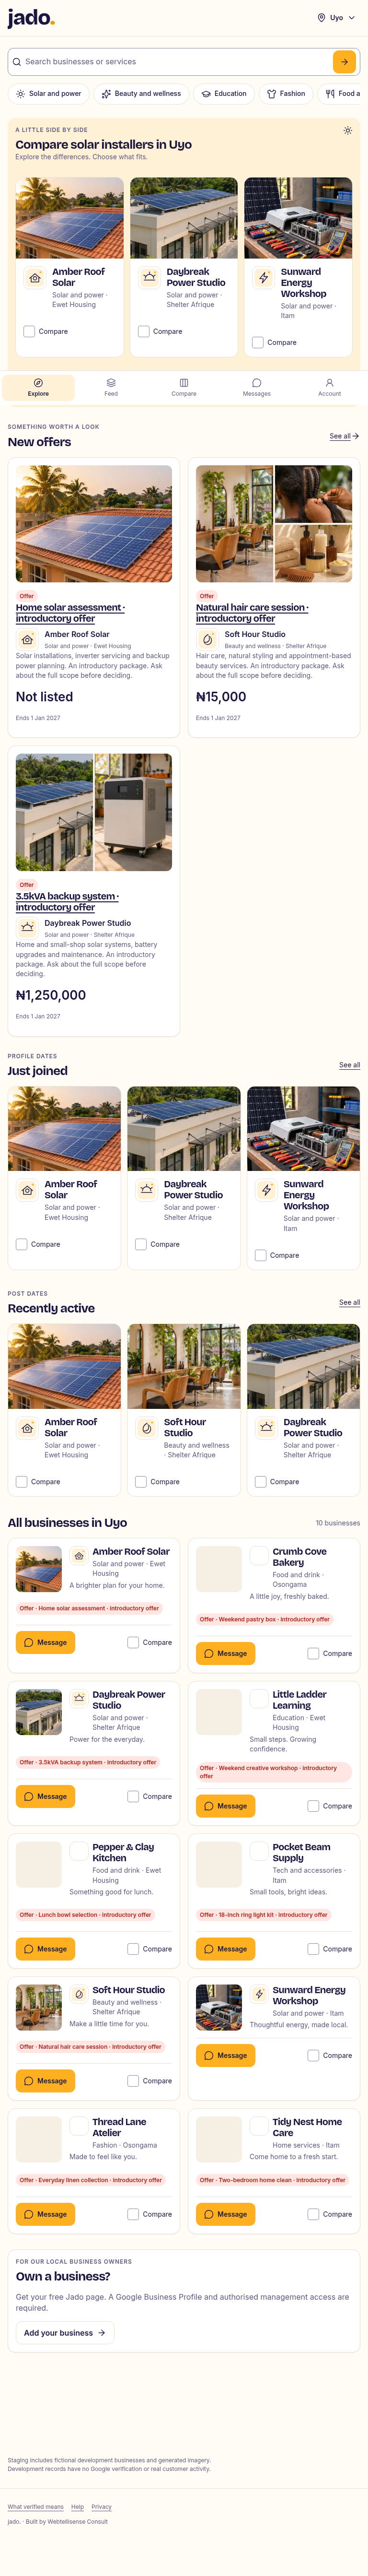 jado.
Uyo
Search businesses or services
Solar and power
Beauty and wellness
Education
Fashion
Food a
A LITTLE SIDE BY SIDE
Compare solar installers in Uyo
Explore the differences. Choose what fits.
Amber Roof
Solar
Solar and power ·
Ewet Housing
Compare
Daybreak
Power Studio
Solar and power ·
Shelter Afrique
Compare
Sunward
Energy
Workshop
Solar and power ·
Itam
Compare
Explore
Feed
Compare
Messages
Account
SOMETHING WORTH A LOOK
New offers
See all
Offer
Home solar assessment ·
introductory offer
Amber Roof Solar
Solar and power · Ewet Housing
Solar installations, inverter servicing and backup
power planning. An introductory package. Ask
about the full scope before deciding.
Not listed
Ends 1 Jan 2027
Offer
Natural hair care session ·
introductory offer
Soft Hour Studio
Beauty and wellness · Shelter Afrique
Hair care, natural styling and appointment-based
beauty services. An introductory package. Ask
about the full scope before deciding.
₦15,000
Ends 1 Jan 2027
Offer
3.5kVA backup system ·
introductory offer
Daybreak Power Studio
Solar and power · Shelter Afrique
Home and small-shop solar systems, battery
upgrades and maintenance. An introductory
package. Ask about the full scope before
deciding.
₦1,250,000
Ends 1 Jan 2027
PROFILE DATES
Just joined
See all
Amber Roof
Solar
Solar and power ·
Ewet Housing
Compare
Daybreak
Power Studio
Solar and power ·
Shelter Afrique
Compare
Sunward
Energy
Workshop
Solar and power ·
Itam
Compare
POST DATES
Recently active
See all
Amber Roof
Solar
Solar and power ·
Ewet Housing
Compare
Soft Hour
Studio
Beauty and wellness
· Shelter Afrique
Compare
Daybreak
Power Studio
Solar and power ·
Shelter Afrique
Compare
All businesses in Uyo
10 businesses
Amber Roof Solar
Solar and power · Ewet
Housing
A brighter plan for your home.
Offer · Home solar assessment · introductory offer
Message
Compare
Crumb Cove
Bakery
Food and drink ·
Osongama
A little joy, freshly baked.
Offer · Weekend pastry box · introductory offer
Message
Compare
Daybreak Power
Studio
Solar and power ·
Shelter Afrique
Power for the everyday.
Offer · 3.5kVA backup system · introductory offer
Message
Compare
Little Ladder
Learning
Education · Ewet
Housing
Small steps. Growing
confidence.
Offer · Weekend creative workshop · introductory
offer
Message
Compare
Pepper & Clay
Kitchen
Food and drink · Ewet
Housing
Something good for lunch.
Offer · Lunch bowl selection · introductory offer
Message
Compare
Pocket Beam
Supply
Tech and accessories ·
Itam
Small tools, bright ideas.
Offer · 18-inch ring light kit · introductory offer
Message
Compare
Soft Hour Studio
Beauty and wellness ·
Shelter Afrique
Make a little time for you.
Offer · Natural hair care session · introductory offer
Message
Compare
Sunward Energy
Workshop
Solar and power · Itam
Thoughtful energy, made local.
Message
Compare
Thread Lane
Atelier
Fashion · Osongama
Made to feel like you.
Offer · Everyday linen collection · introductory offer
Message
Compare
Tidy Nest Home
Care
Home services · Itam
Come home to a fresh start.
Offer · Two-bedroom home clean · introductory offer
Message
Compare
FOR OUR LOCAL BUSINESS OWNERS
Own a business?
Get your free Jado page. A Google Business Profile and authorised management access are
required.
Add your business
Staging includes fictional development businesses and generated imagery.
Development records have no Google verification or real customer activity.
What verified means
Help
Privacy
jado. · Built by Webtellisense Consult